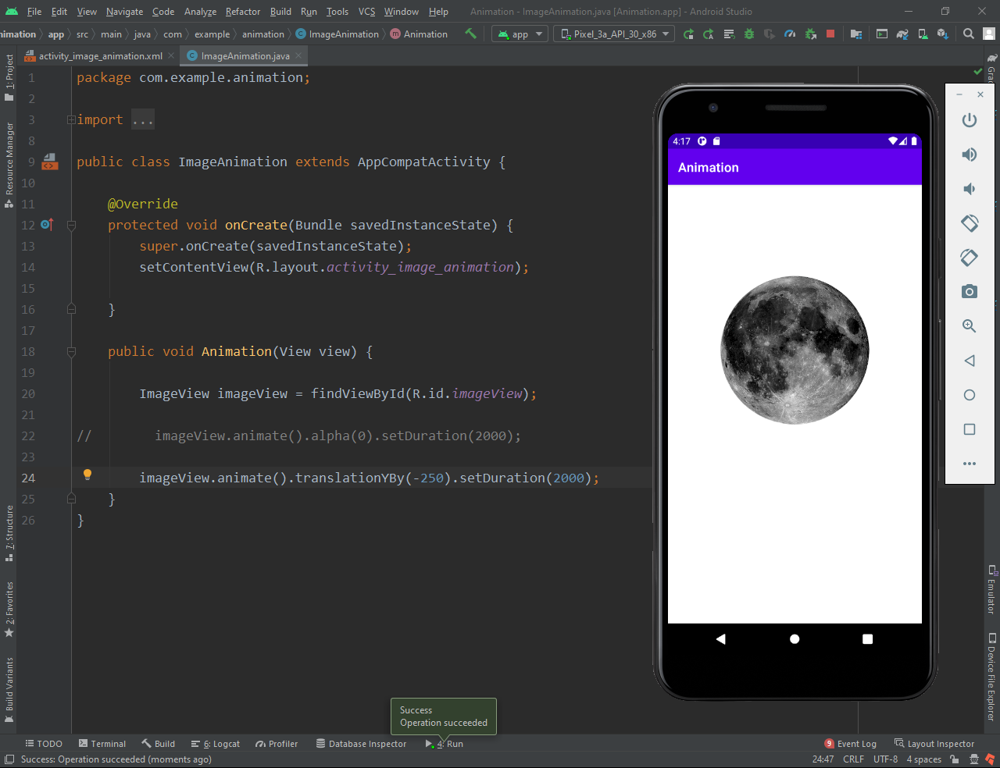 File Edit View Navigate Code Analyze Refactor Build Run Tools VCS Window Help Animation - ImageAnimation.java [Animation.app] - Android Studio
nimation app src main java com example animation ImageAnimation Animation app Pixel_3a_API_30_x86
activity_image_animation.xml ImageAnimation.java
1 package com.example.animation;
2
3 import ...
8
9 public class ImageAnimation extends AppCompatActivity {
10
11 @Override
12 protected void onCreate(Bundle savedInstanceState) {
13 super.onCreate(savedInstanceState);
14 setContentView(R.layout.activity_image_animation);
15
16 }
17
18 public void Animation(View view) {
19
20 ImageView imageView = findViewById(R.id.imageView);
21
22 // imageView.animate().alpha(0).setDuration(2000);
23
24 imageView.animate().translationYBy(-250).setDuration(2000);
25 }
26 }
1: Project
Resource Manager
7: Structure
2: Favorites
Build Variants
4:17
Animation
Emulator
Device File Explorer
Success
Operation succeeded
TODO Terminal Build 6: Logcat Profiler Database Inspector 4: Run 9 Event Log Layout Inspector
Success: Operation succeeded (moments ago) 24:47 CRLF UTF-8 4 spaces